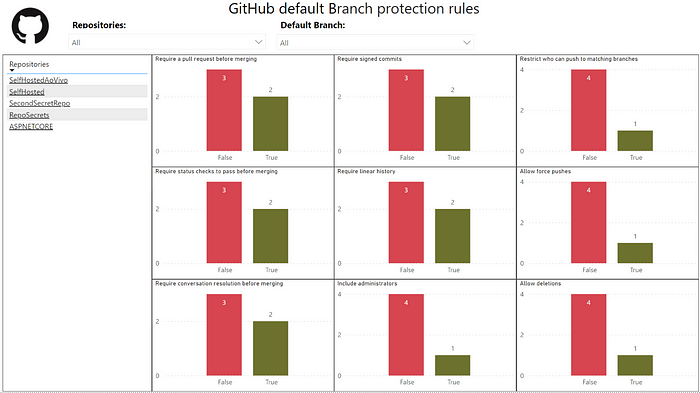 GitHub default Branch protection rules
Repositories:
Default Branch:
All
All
Repositories
SelfHostedAoVivo
SelfHosted
SecondSecretRepo
RepoSecrets
ASPNETCORE
Require a pull request before merging
2
0
3
2
False
True
Require signed commits
2
0
3
2
False
True
Restrict who can push to matching branches
4
2
0
4
1
False
True
Require status checks to pass before merging
2
0
3
2
False
True
Require linear history
2
0
3
2
False
True
Allow force pushes
4
2
0
4
1
False
True
Require conversation resolution before merging
2
0
3
2
False
True
Include administrators
4
2
0
4
1
False
True
Allow deletions
4
2
0
4
1
False
True